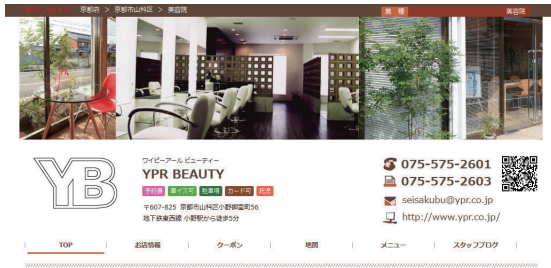 京都府 ＞ 京都市山科区 ＞ 美容院
業 種
美容院
YB
ワイピーアール ビューティー
YPR BEAUTY
予約優 車イス可 駐車場 カード可 託児
〒607-825 京都市山科区小野御霊町56
地下鉄東西線 小野駅から徒歩5分
075-575-2601
075-575-2603
seisakubu@ypr.co.jp
http://www.ypr.co.jp/
TOP
お店情報
クーポン
地図
メニュー
スタッフブログ